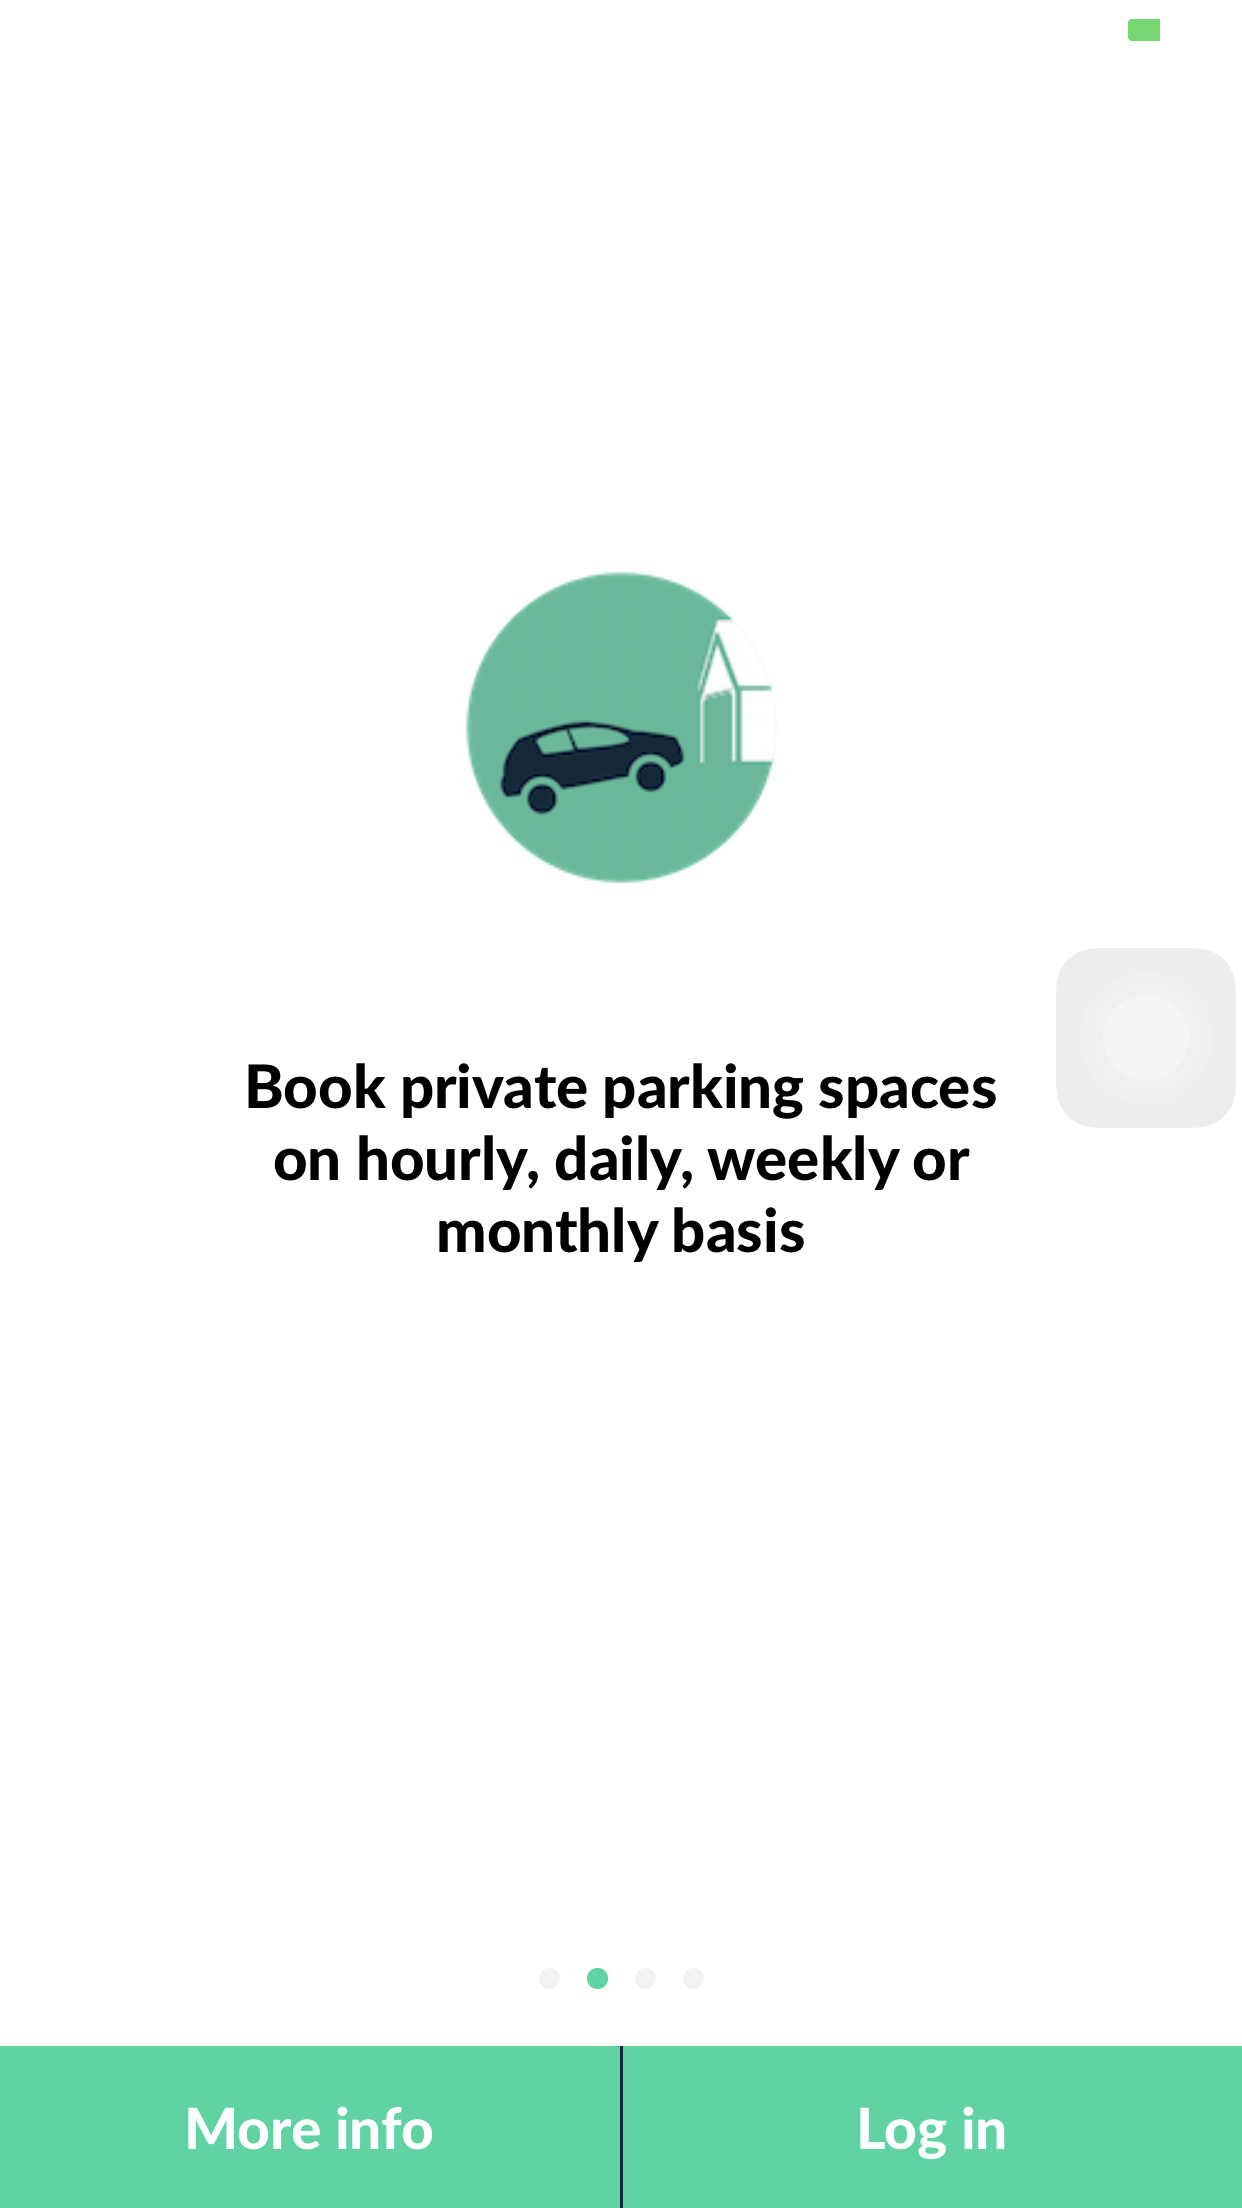 Book private parking spaces
on hourly, daily, weekly or
monthly basis
More info
Log in